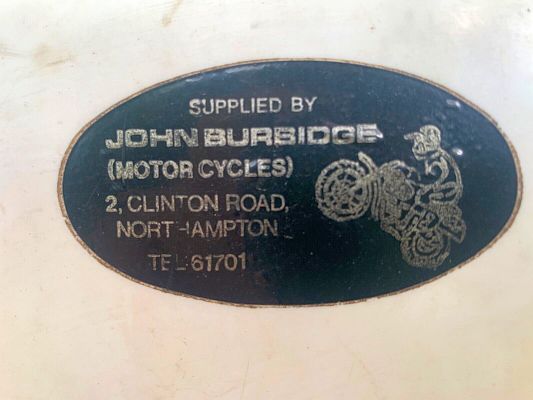 SUPPLIED BY
JOHN BURBIDGE
(MOTOR CYCLES)
2, CLINTON ROAD,
NORTHAMPTON
TEL 61701